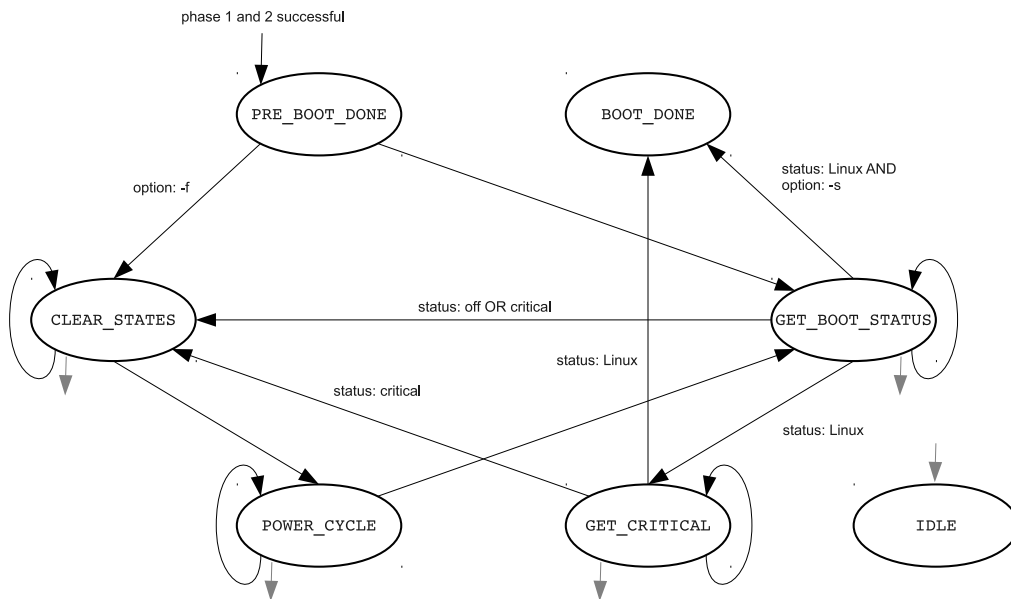 phase 1 and 2 successful
PRE_BOOT_DONE
BOOT_DONE
status: Linux AND
option: -s
option: -f
CLEAR_STATES
status: off OR critical
GET_BOOT_STATUS
status: Linux
status: critical
status: Linux
POWER_CYCLE
GET_CRITICAL
IDLE